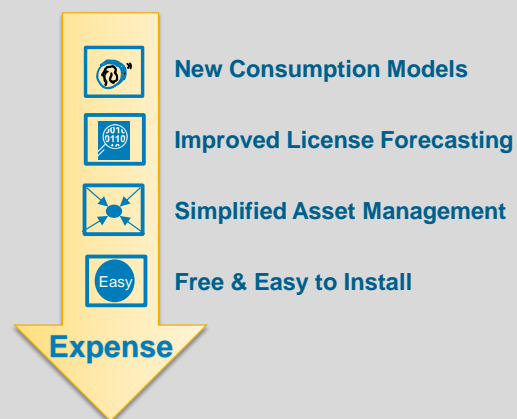 New Consumption Models
Improved License Forecasting
Simplified Asset Management
Easy
Free & Easy to Install
Expense